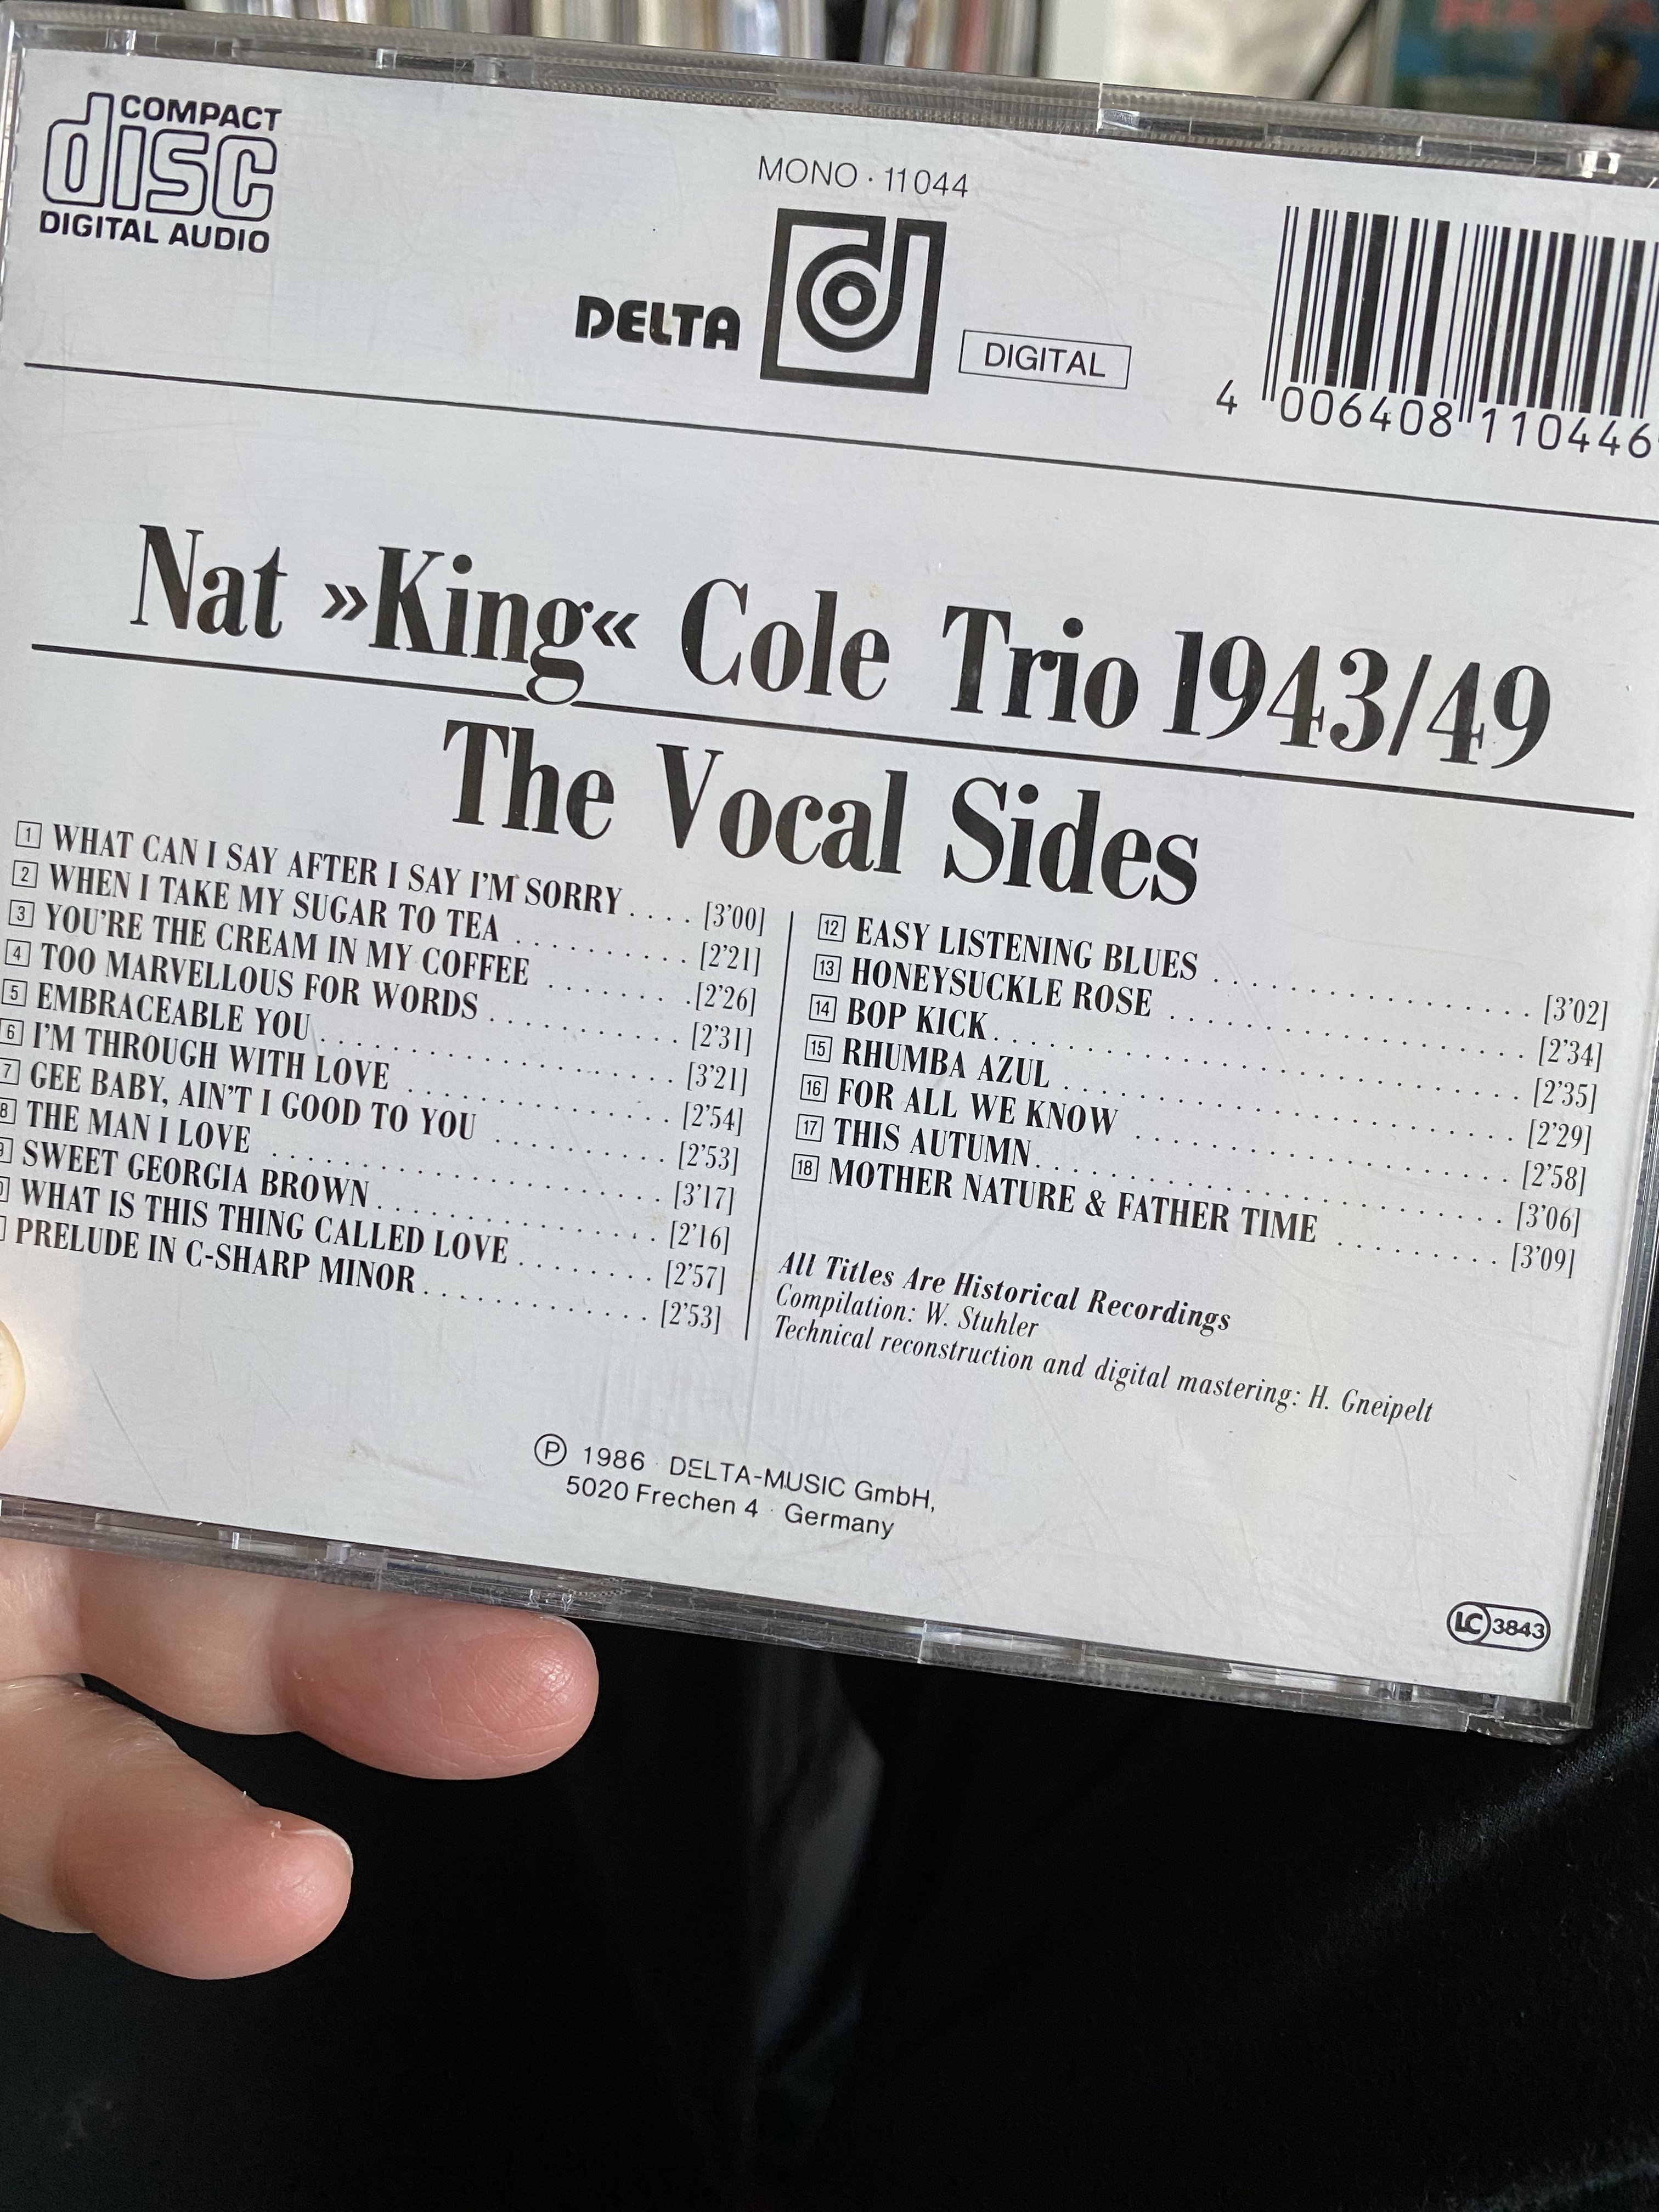 COMPACT
disc
DIGITAL AUDIO
MONO · 11044
DELTA
DIGITAL
4 006408 110446
Nat »King« Cole Trio 1943/49
The Vocal Sides
1 WHAT CAN I SAY AFTER I SAY I'M SORRY . . . . [3'00]
2 WHEN I TAKE MY SUGAR TO TEA . . . . . . . . . . [2'21]
3 YOU'RE THE CREAM IN MY COFFEE . . . . . . . . [2'26]
4 TOO MARVELLOUS FOR WORDS . . . . . . . . . . . [2'31]
5 EMBRACEABLE YOU . . . . . . . . . . . . . . . . . . . . [3'21]
6 I'M THROUGH WITH LOVE . . . . . . . . . . . . . . [2'54]
7 GEE BABY, AIN'T I GOOD TO YOU . . . . . . . . . [2'53]
8 THE MAN I LOVE . . . . . . . . . . . . . . . . . . . . . [3'17]
9 SWEET GEORGIA BROWN . . . . . . . . . . . . . . . [2'16]
WHAT IS THIS THING CALLED LOVE . . . . . . . . [2'57]
PRELUDE IN C-SHARP MINOR . . . . . . . . . . . . . [2'53]
12 EASY LISTENING BLUES . . . . . . . . . . . . . . . . . [3'02]
13 HONEYSUCKLE ROSE . . . . . . . . . . . . . . . . . . . [2'34]
14 BOP KICK . . . . . . . . . . . . . . . . . . . . . . . . . . . . [2'35]
15 RHUMBA AZUL . . . . . . . . . . . . . . . . . . . . . . . . [2'29]
16 FOR ALL WE KNOW . . . . . . . . . . . . . . . . . . . . [2'58]
17 THIS AUTUMN . . . . . . . . . . . . . . . . . . . . . . . . [3'06]
18 MOTHER NATURE & FATHER TIME . . . . . . . . . [3'09]
All Titles Are Historical Recordings
Compilation: W. Stuhler
Technical reconstruction and digital mastering: H. Gneipelt
Ⓟ 1986 · DELTA-MUSIC GmbH,
5020 Frechen 4 · Germany
LC 3843